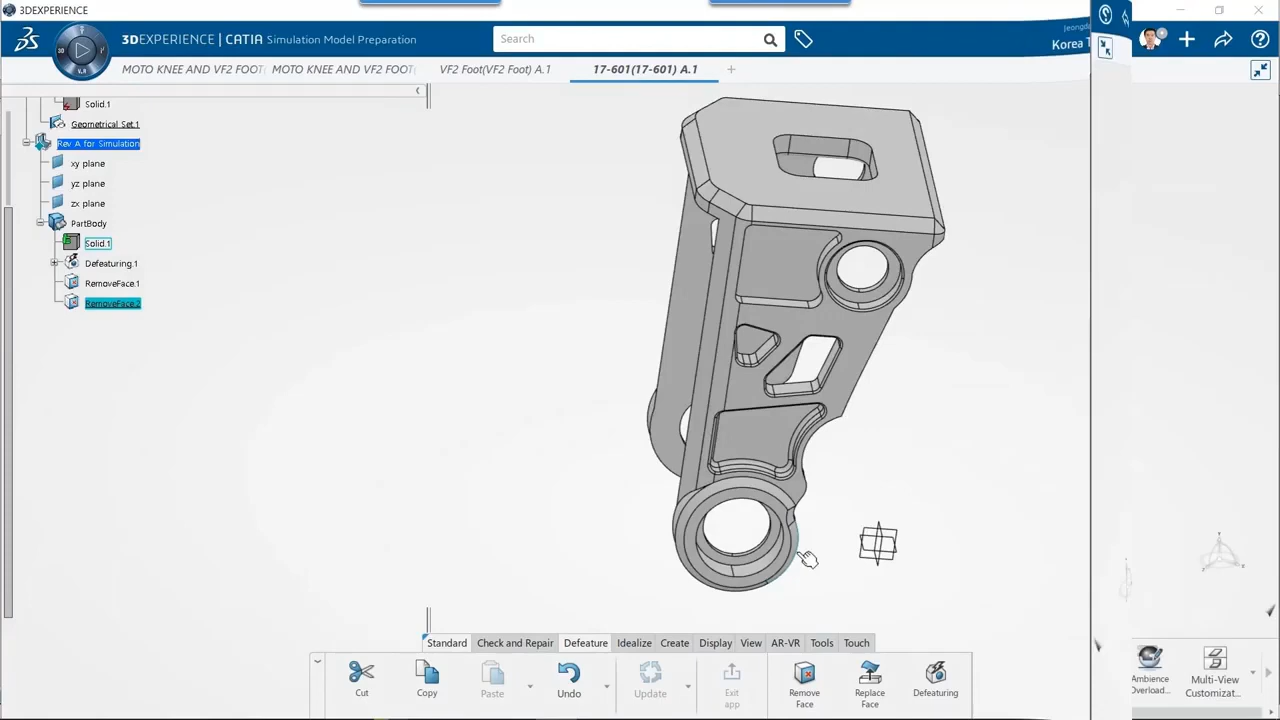 3DEXPERIENCE
3DEXPERIENCE | CATIA Simulation Model Preparation
Search
Korea T
MOTO KNEE AND VF2 FOOT(
MOTO KNEE AND VF2 FOOT(
VF2 Foot(VF2 Foot) A.1
17-601(17-601) A.1
Solid.1
Geometrical Set.1
Rev A for Simulation
xy plane
yz plane
zx plane
PartBody
Solid.1
Defeaturing.1
RemoveFace.1
RemoveFace.2
Standard
Check and Repair
Defeature
Idealize
Create
Display
View
AR-VR
Tools
Touch
Cut
Copy
Paste
Undo
Update
Exit
app
Remove
Face
Replace
Face
Defeaturing
Ambience
Overload...
Multi-View
Customizat...